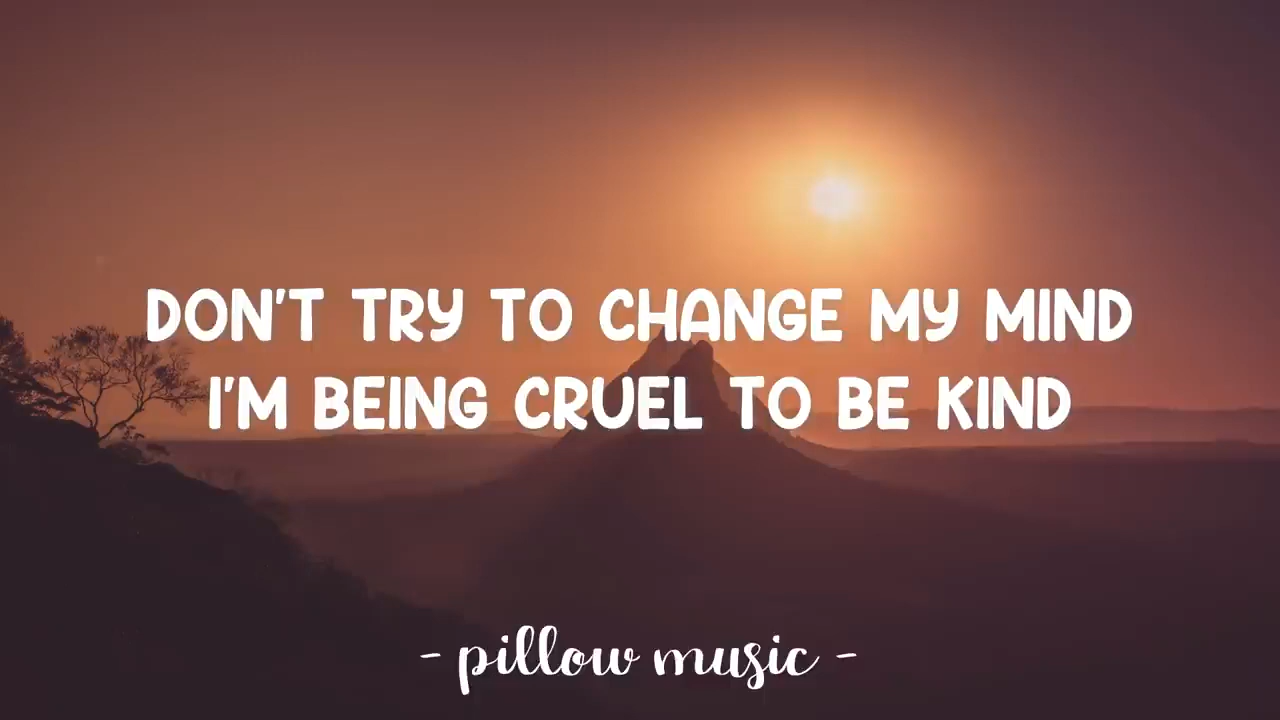 DON'T TRY TO CHANGE MY MIND
I'M BEING CRUEL TO BE KIND
- pillow music -